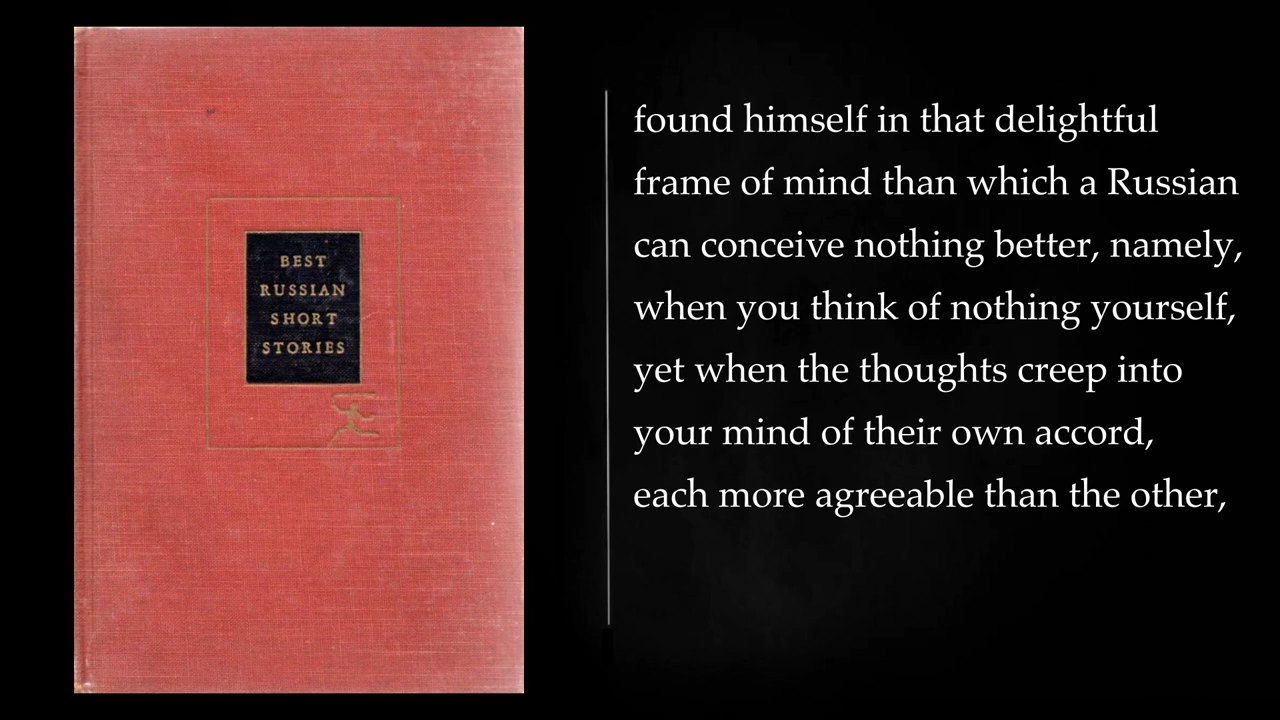 BEST
RUSSIAN
SHORT
STORIES
found himself in that delightful
frame of mind than which a Russian
can conceive nothing better, namely,
when you think of nothing yourself,
yet when the thoughts creep into
your mind of their own accord,
each more agreeable than the other,